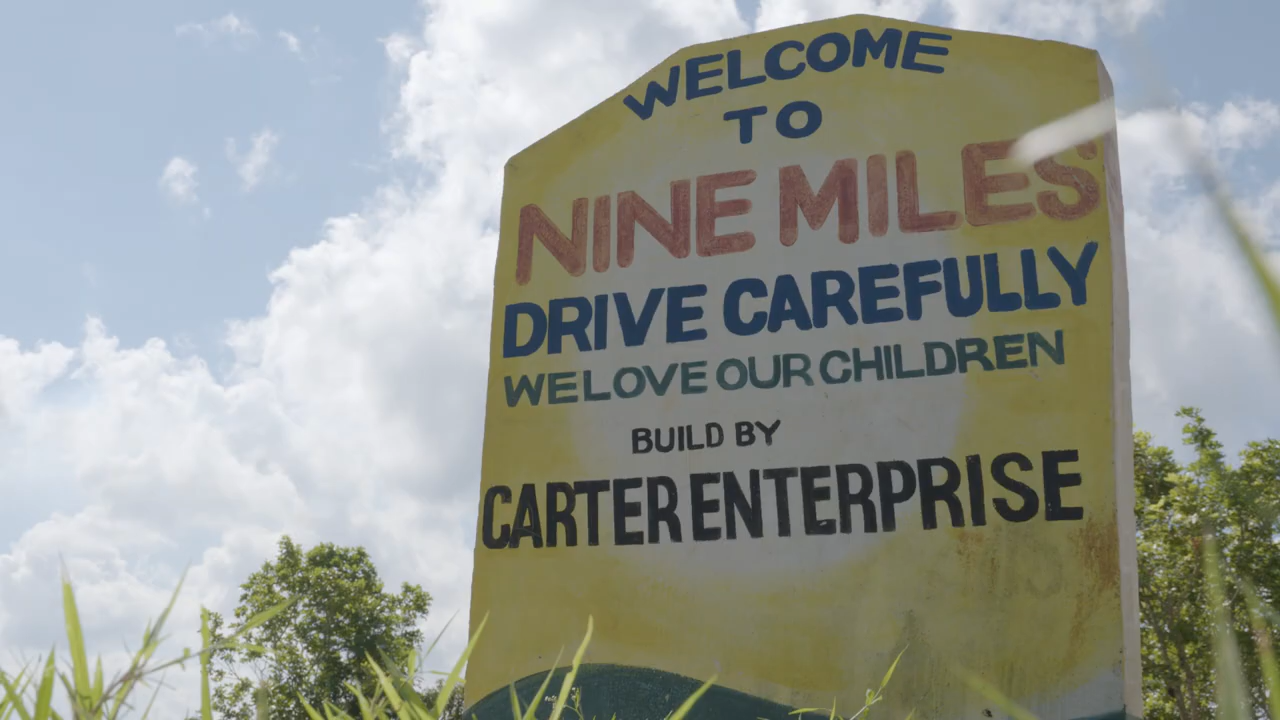 WELCOME
TO
NINE MILES
DRIVE CAREFULLY
WE LOVE OUR CHILDREN
BUILD BY
CARTER ENTERPRISE